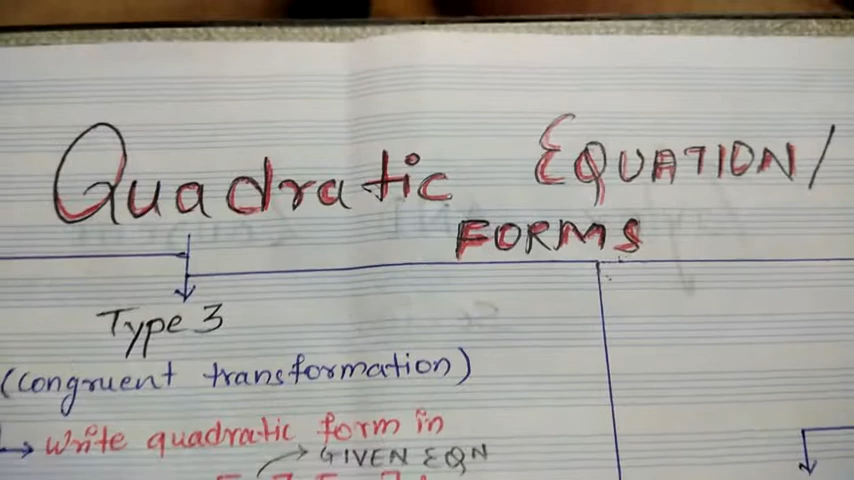 Quadratic EQUATION/
FORMS
Type 3
(congruent transformation)
→ Write quadratic form in
→ GIVEN EQN